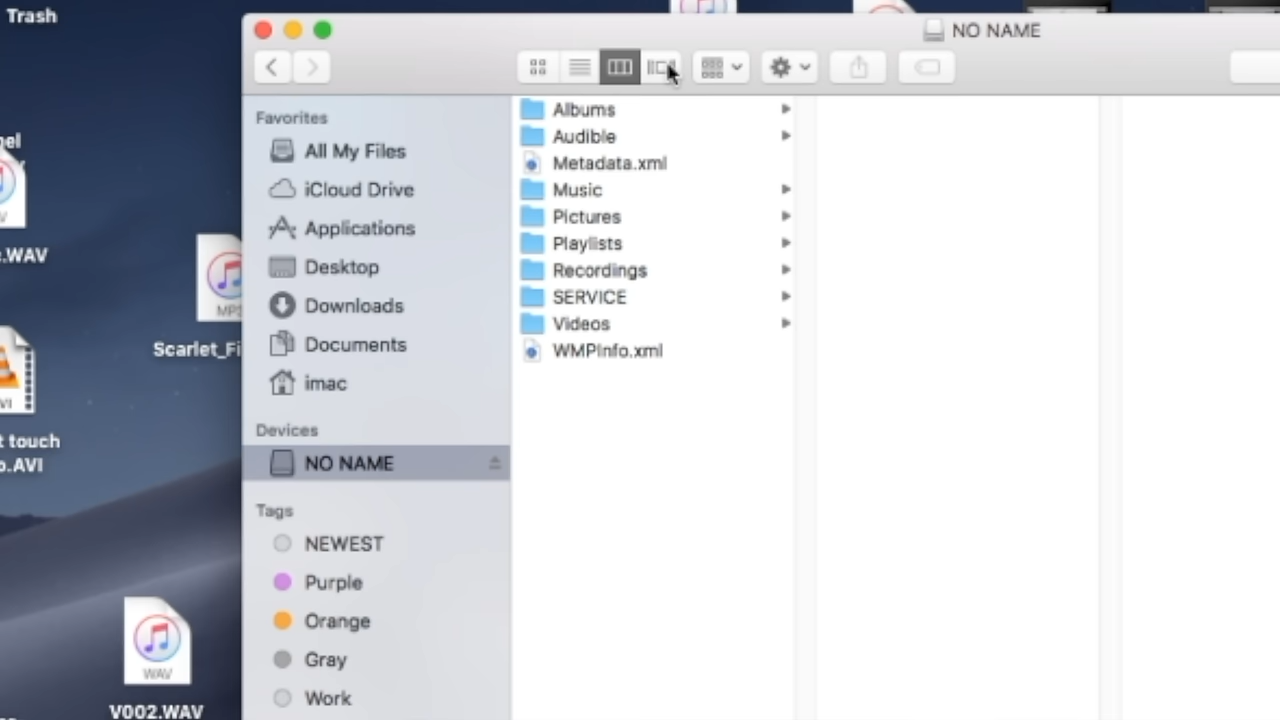 Trash
NO NAME
Favorites
All My Files
iCloud Drive
Applications
Desktop
Downloads
Documents
imac
Devices
NO NAME
Tags
NEWEST
Purple
Orange
Gray
Work
Albums
Audible
Metadata.xml
Music
Pictures
Playlists
Recordings
SERVICE
Videos
WMPInfo.xml
.WAV
MP3
Scarlet_Fi
t touch
o.AVI
WAV
V002.WAV